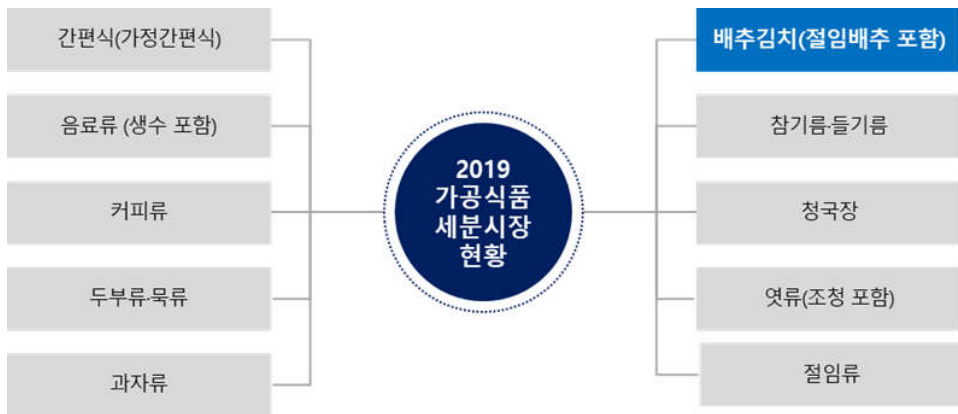 간편식(가정간편식)
음료류 (생수 포함)
커피류
두부류·묵류
과자류
2019
가공식품
세분시장
현황
배추김치(절임배추 포함)
참기름·들기름
청국장
엿류(조청 포함)
절임류